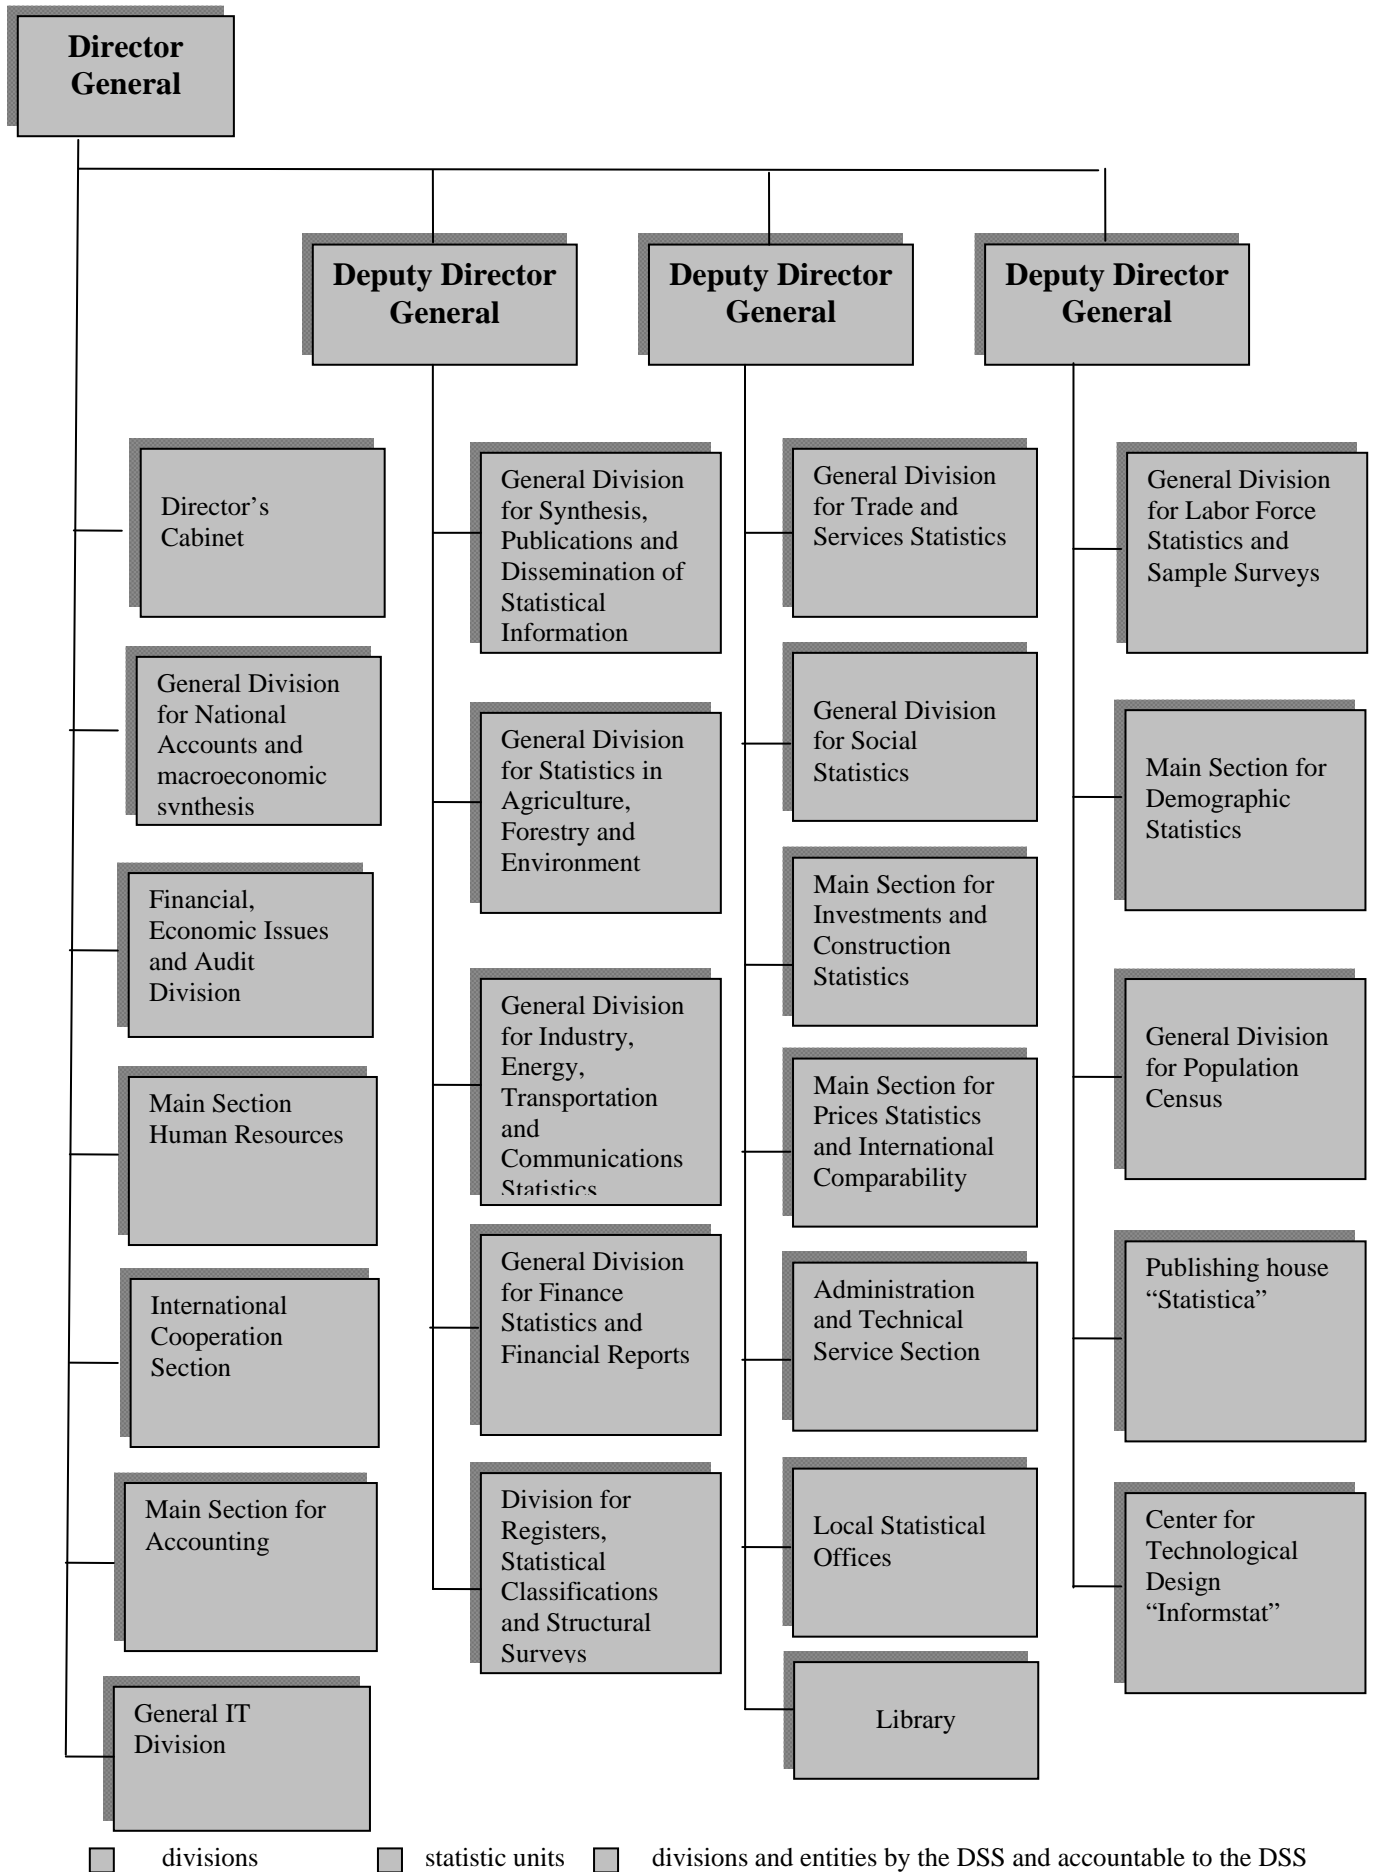 Director
General
Deputy Director
General
Deputy Director
General
Deputy Director
General
Director's
Cabinet
General Division
for National
Accounts and
macroeconomic
synthesis
Financial,
Economic Issues
and Audit
Division
Main Section
Human Resources
International
Cooperation
Section
Main Section for
Accounting
General IT
Division
General Division
for Synthesis,
Publications and
Dissemination of
Statistical
Information
General Division
for Statistics in
Agriculture,
Forestry and
Environment
General Division
for Industry,
Energy,
Transportation
and
Communications
Statistics
General Division
for Finance
Statistics and
Financial Reports
Division for
Registers,
Statistical
Classifications
and Structural
Surveys
General Division
for Trade and
Services Statistics
General Division
for Social
Statistics
Main Section for
Investments and
Construction
Statistics
Main Section for
Prices Statistics
and International
Comparability
Administration
and Technical
Service Section
Local Statistical
Offices
Library
General Division
for Labor Force
Statistics and
Sample Surveys
Main Section for
Demographic
Statistics
General Division
for Population
Census
Publishing house
“Statistica”
Center for
Technological
Design
“Informstat”
divisions
statistic units
divisions and entities by the DSS and accountable to the DSS